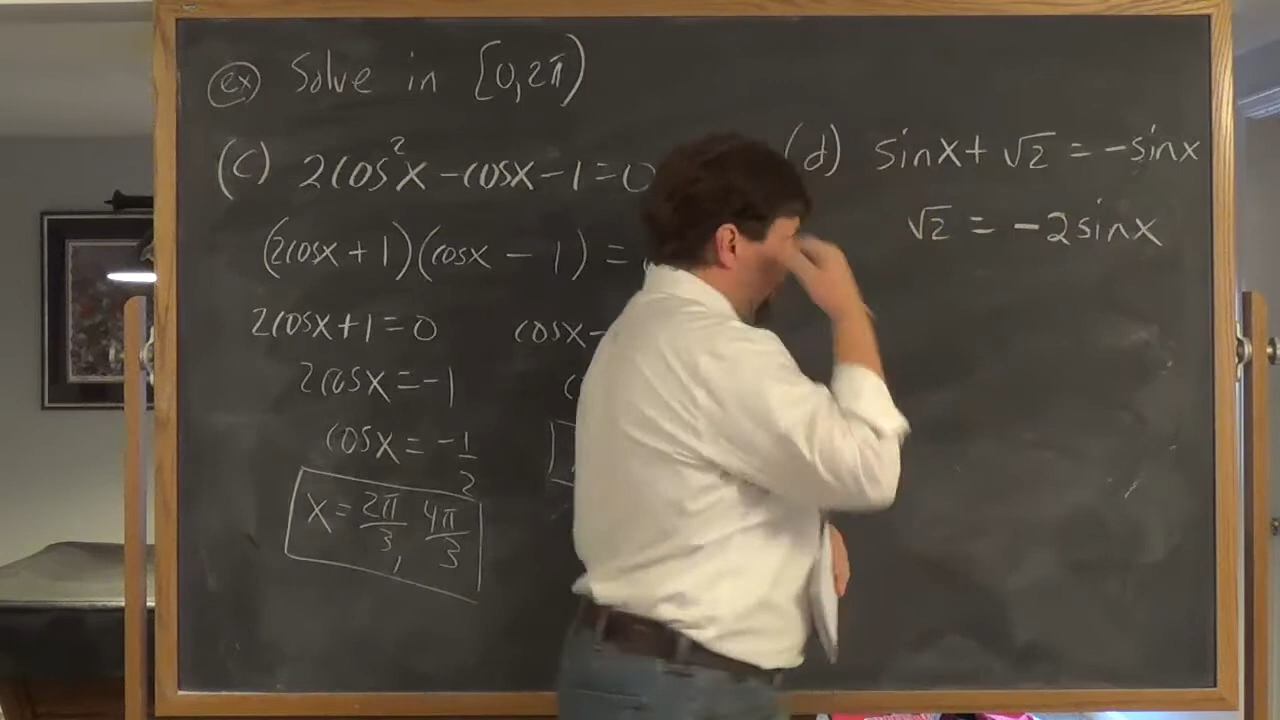 ex Solve in [0,2π)
(c) 2cos²x - cosx - 1 = 0
(2cosx + 1)(cosx - 1) =
2cosx + 1 = 0
cosx -
2cosx = -1
cosx = -1/2
x = 2π/3, 4π/3
(d) sinx + √2 = -sinx
√2 = -2sinx